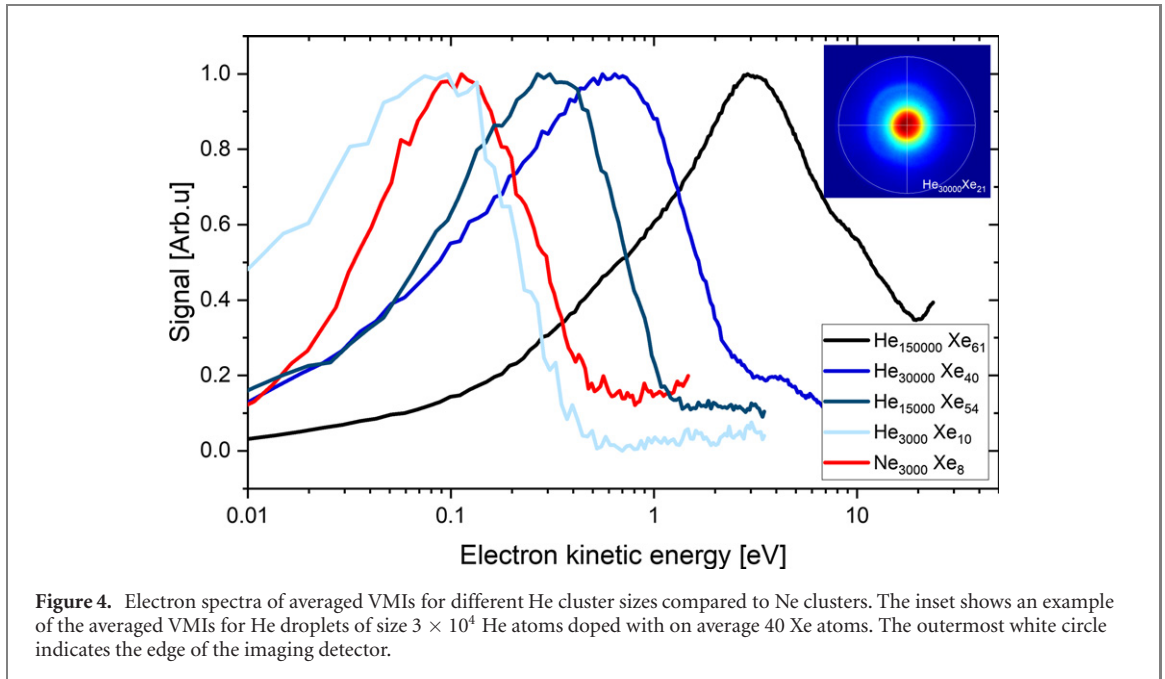 1.0
0.8
0.6
0.4
0.2
0.0
Signal [Arb.u]
He30000Xe21
He150000 Xe61
He30000 Xe40
He15000 Xe54
He3000 Xe10
Ne3000 Xe8
0.01 0.1 1 10
Electron kinetic energy [eV]
Figure 4. Electron spectra of averaged VMIs for different He cluster sizes compared to Ne clusters. The inset shows an example
of the averaged VMIs for He droplets of size 3 × 10⁴ He atoms doped with on average 40 Xe atoms. The outermost white circle
indicates the edge of the imaging detector.